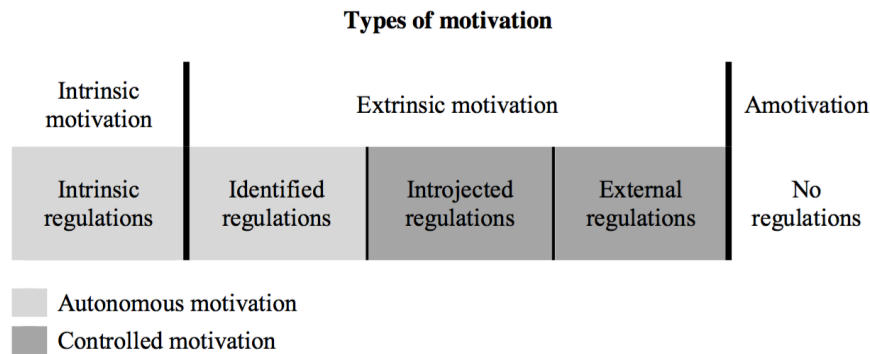 Types of motivation
Intrinsic
motivation
Extrinsic motivation
Amotivation
Intrinsic
regulations
Identified
regulations
Introjected
regulations
External
regulations
No
regulations
Autonomous motivation
Controlled motivation